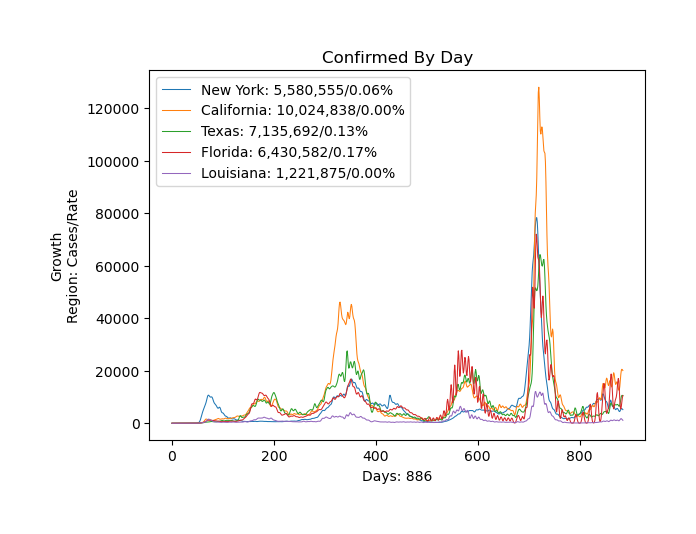 Confirmed By Day
New York: 5,580,555/0.06%
California: 10,024,838/0.00%
Texas: 7,135,692/0.13%
Florida: 6,430,582/0.17%
Louisiana: 1,221,875/0.00%
120000
100000
80000
60000
40000
20000
0
Growth
Region: Cases/Rate
0 200 400 600 800
Days: 886